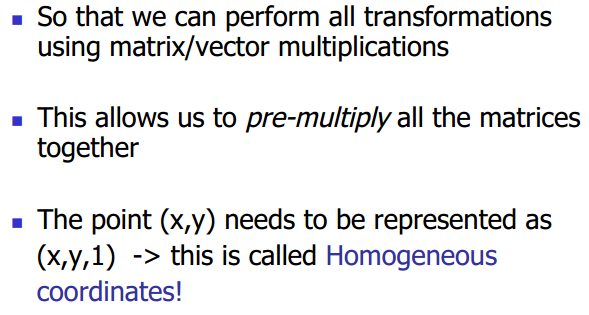 So that we can perform all transformations
using matrix/vector multiplications
This allows us to pre-multiply all the matrices
together
The point (x,y) needs to be represented as
(x,y,1) -> this is called Homogeneous
coordinates!